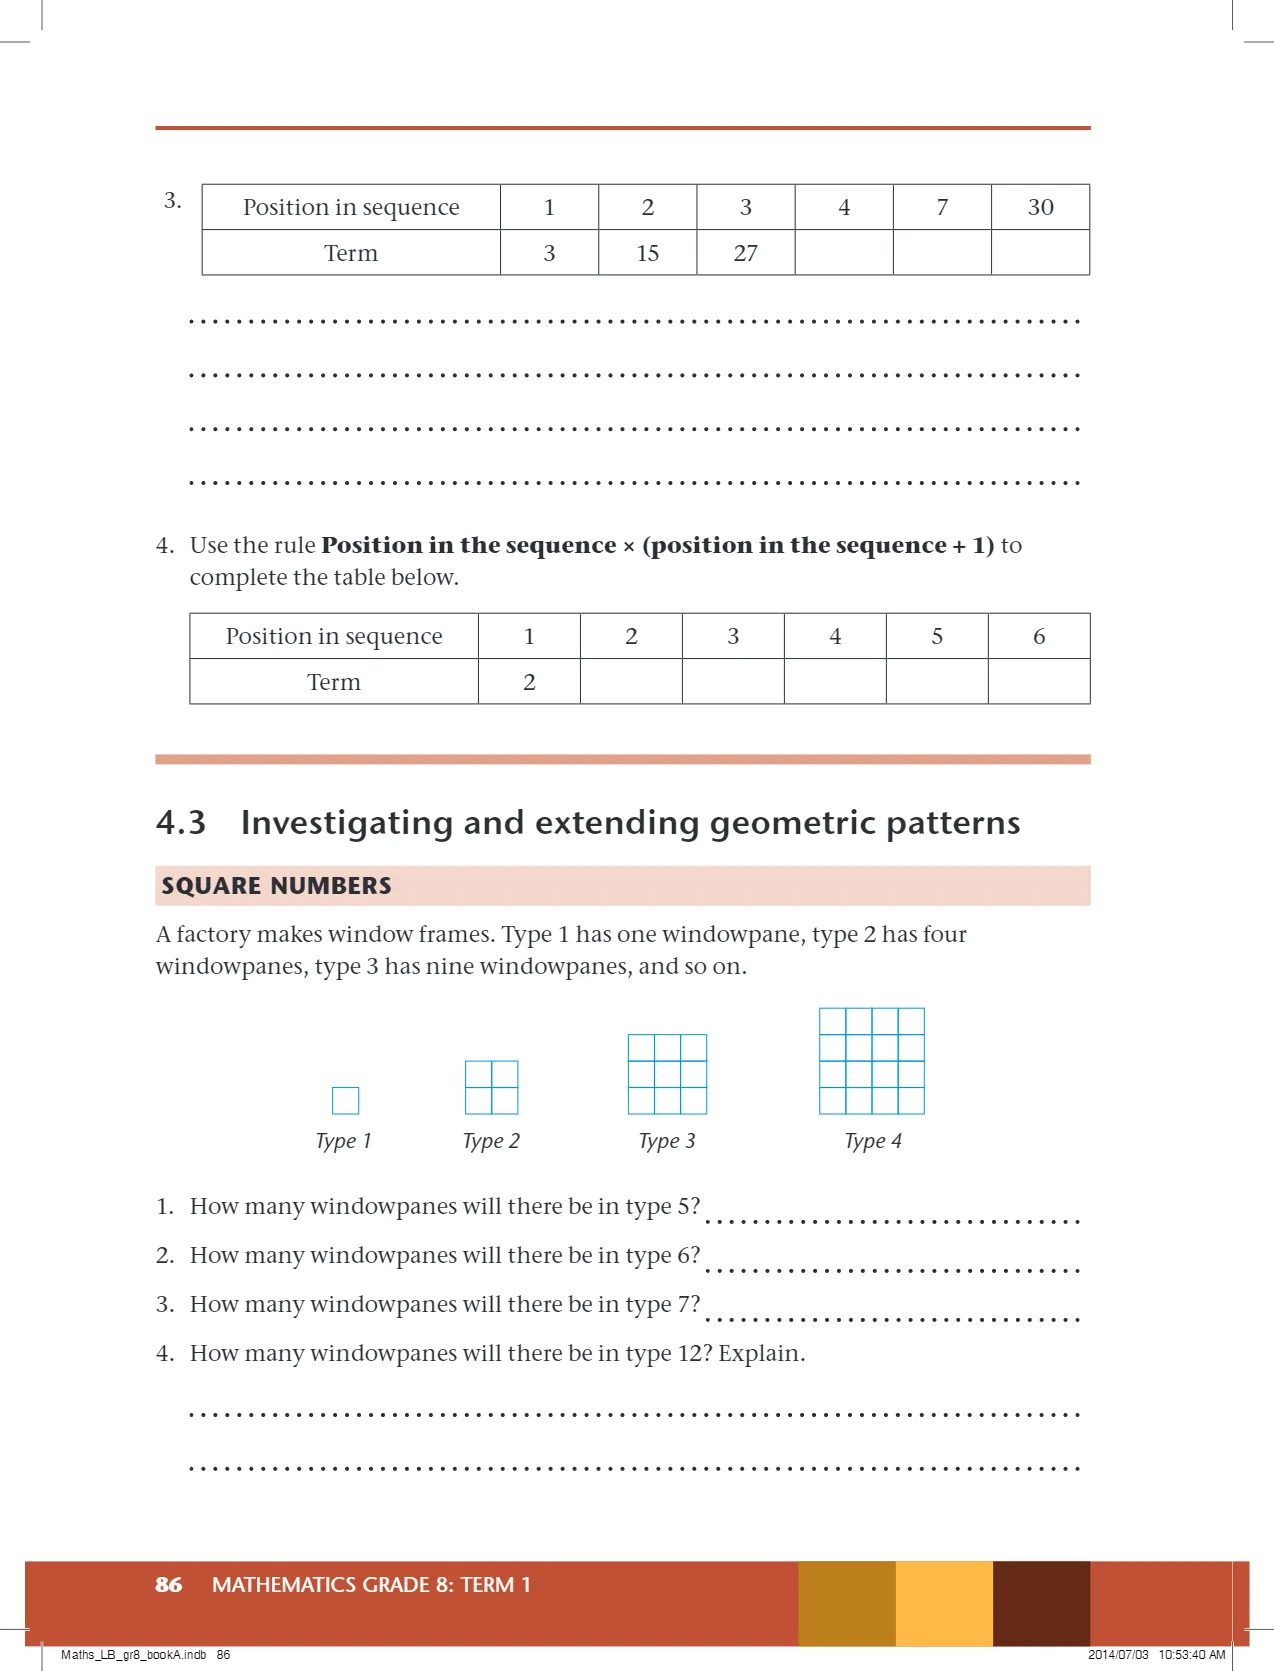 3.
Position in sequence 1 2 3 4 7 30
Term 3 15 27
4. Use the rule Position in the sequence × (position in the sequence + 1) to
complete the table below.
Position in sequence 1 2 3 4 5 6
Term 2
4.3 Investigating and extending geometric patterns
SQUARE NUMBERS
A factory makes window frames. Type 1 has one windowpane, type 2 has four
windowpanes, type 3 has nine windowpanes, and so on.
Type 1 Type 2 Type 3 Type 4
1. How many windowpanes will there be in type 5?
2. How many windowpanes will there be in type 6?
3. How many windowpanes will there be in type 7?
4. How many windowpanes will there be in type 12? Explain.
86 MATHEMATICS GRADE 8: TERM 1
Maths_LB_gr8_bookA.indb 86 2014/07/03 10:53:40 AM